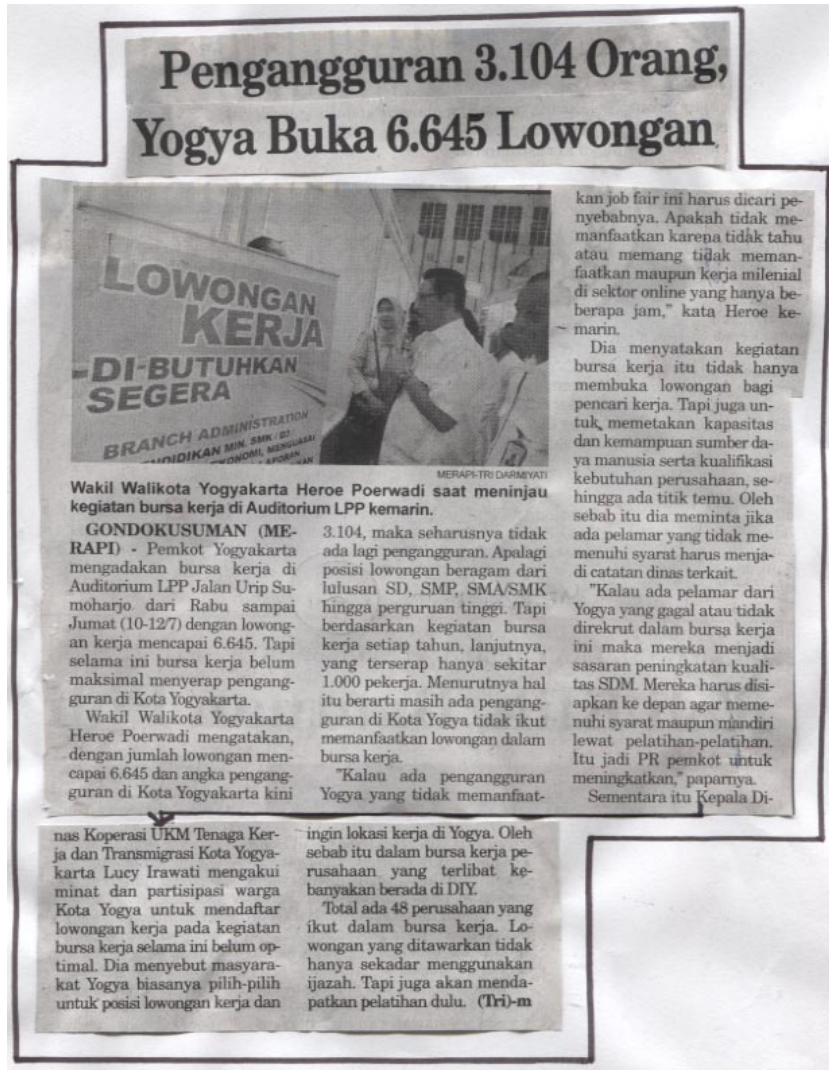 Pengangguran 3.104 Orang,
Yogya Buka 6.645 Lowongan
LOWONGAN
KERJA
DI-BUTUHKAN
SEGERA
BRANCH ADMINISTRATION
MERAPI-TRI DARMIYATI
Wakil Walikota Yogyakarta Heroe Poerwadi saat meninjau
kegiatan bursa kerja di Auditorium LPP kemarin.
GONDOKUSUMAN (ME-
RAPI) - Pemkot Yogyakarta
mengadakan bursa kerja di
Auditorium LPP Jalan Urip Su-
moharjo dari Rabu sampai
Jumat (10-12/7) dengan lowong-
an kerja mencapai 6.645. Tapi
selama ini bursa kerja belum
maksimal menyerap pengang-
guran di Kota Yogyakarta.
Wakil Walikota Yogyakarta
Heroe Poerwadi mengatakan,
dengan jumlah lowongan men-
capai 6.645 dan angka pengang-
guran di Kota Yogyakarta kini
3.104, maka seharusnya tidak
ada lagi pengangguran. Apalagi
posisi lowongan beragam dari
lulusan SD, SMP, SMA/SMK
hingga perguruan tinggi. Tapi
berdasarkan kegiatan bursa
kerja setiap tahun, lanjutnya,
yang terserap hanya sekitar
1.000 pekerja. Menurutnya hal
itu berarti masih ada pengang-
guran di Kota Yogya tidak ikut
memanfaatkan lowongan dalam
bursa kerja.
"Kalau ada pengangguran
Yogya yang tidak memanfaat-
kan job fair ini harus dicari pe-
nyebabnya. Apakah tidak me-
manfaatkan karena tidak tahu
atau memang tidak meman-
faatkan maupun kerja milenial
di sektor online yang hanya be-
berapa jam," kata Heroe ke-
marin.
Dia menyatakan kegiatan
bursa kerja itu tidak hanya
membuka lowongan bagi
pencari kerja. Tapi juga un-
tuk memetakan kapasitas
dan kemampuan sumber da-
ya manusia serta kualifikasi
kebutuhan perusahaan, se-
hingga ada titik temu. Oleh
sebab itu dia meminta jika
ada pelamar yang tidak me-
menuhi syarat harus menja-
di catatan dinas terkait.
"Kalau ada pelamar dari
Yogya yang gagal atau tidak
direkrut dalam bursa kerja
ini maka mereka menjadi
sasaran peningkatan kuali-
tas SDM. Mereka harus disi-
apkan ke depan agar meme-
nuhi syarat maupun mandiri
lewat pelatihan-pelatihan.
Itu jadi PR pemkot untuk
meningkatkan," paparnya.
Sementara itu Kepala Di-
nas Koperasi UKM Tenaga Ker-
ja dan Transmigrasi Kota Yogya-
karta Lucy Irawati mengakui
minat dan partisipasi warga
Kota Yogya untuk mendaftar
lowongan kerja pada kegiatan
bursa kerja selama ini belum op-
timal. Dia menyebut masyara-
kat Yogya biasanya pilih-pilih
untuk posisi lowongan kerja dan
ingin lokasi kerja di Yogya. Oleh
sebab itu dalam bursa kerja pe-
rusahaan yang terlibat ke-
banyakan berada di DIY.
Total ada 48 perusahaan yang
ikut dalam bursa kerja. Lo-
wongan yang ditawarkan tidak
hanya sekadar menggunakan
ijazah. Tapi juga akan menda-
patkan pelatihan dulu. (Tri)-m